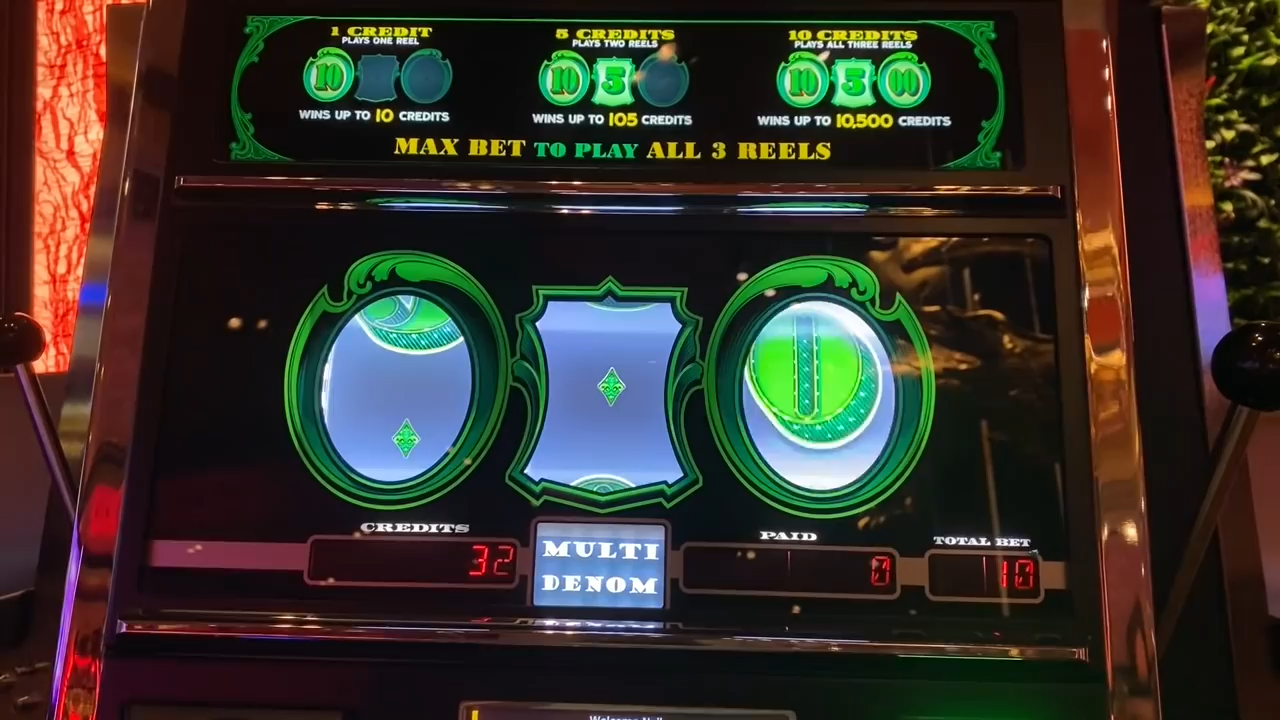 1 CREDIT
PLAYS ONE REEL
10
WINS UP TO 10 CREDITS
5 CREDITS
PLAYS TWO REELS
10 5
WINS UP TO 105 CREDITS
10 CREDITS
PLAYS ALL THREE REELS
10 5 00
WINS UP TO 10,500 CREDITS
MAX BET TO PLAY ALL 3 REELS
0
CREDITS
32
MULTI
DENOM
PAID
0
TOTAL BET
10